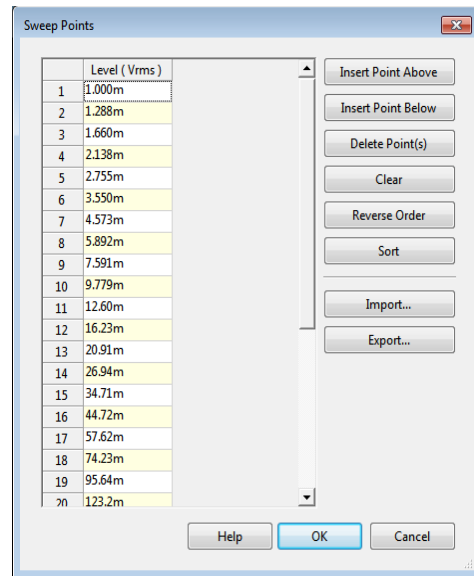 Sweep Points
Level ( Vrms )
1 1.000m
2 1.288m
3 1.660m
4 2.138m
5 2.755m
6 3.550m
7 4.573m
8 5.892m
9 7.591m
10 9.779m
11 12.60m
12 16.23m
13 20.91m
14 26.94m
15 34.71m
16 44.72m
17 57.62m
18 74.23m
19 95.64m
20 123.2m
Insert Point Above
Insert Point Below
Delete Point(s)
Clear
Reverse Order
Sort
Import...
Export...
Help OK Cancel